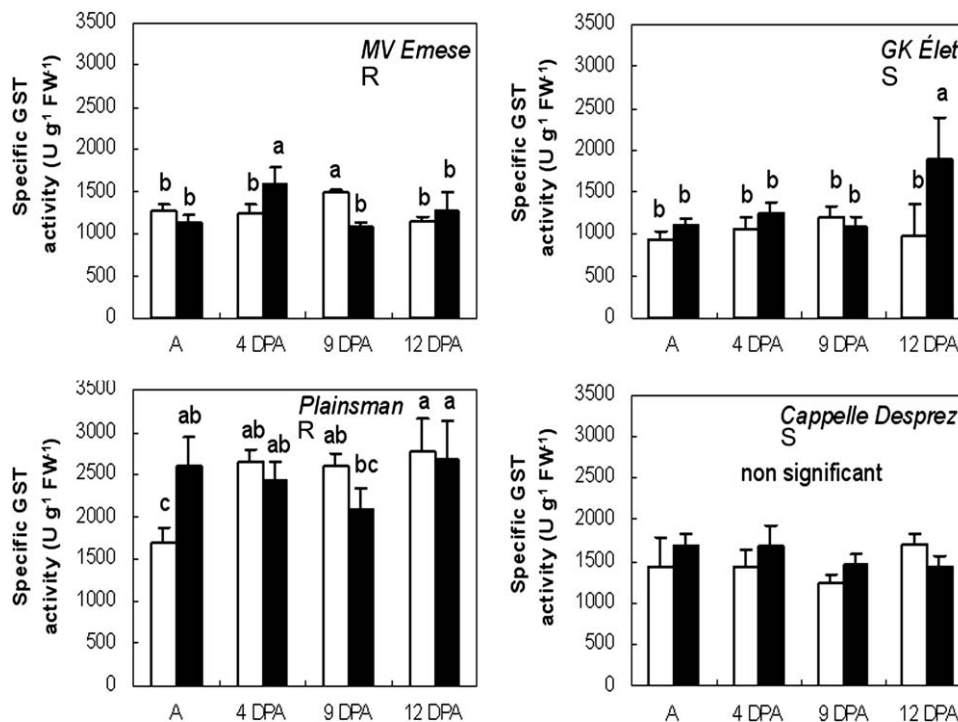 Specific GST
activity (U g⁻¹ FW⁻¹)
3500
3000
2500
2000
1500
1000
500
0
MV Emese
R
b b b a a b b b
A 4 DPA 9 DPA 12 DPA
Specific GST
activity (U g⁻¹ FW⁻¹)
3500
3000
2500
2000
1500
1000
500
0
GK Élet
S
b b b b b b b a
A 4 DPA 9 DPA 12 DPA
Specific GST
activity (U g⁻¹ FW⁻¹)
3500
3000
2500
2000
1500
1000
500
0
Plainsman
R
c ab ab ab ab bc a a
A 4 DPA 9 DPA 12 DPA
Specific GST
activity (U g⁻¹ FW⁻¹)
3500
3000
2500
2000
1500
1000
500
0
Cappelle Desprez
S
non significant
A 4 DPA 9 DPA 12 DPA